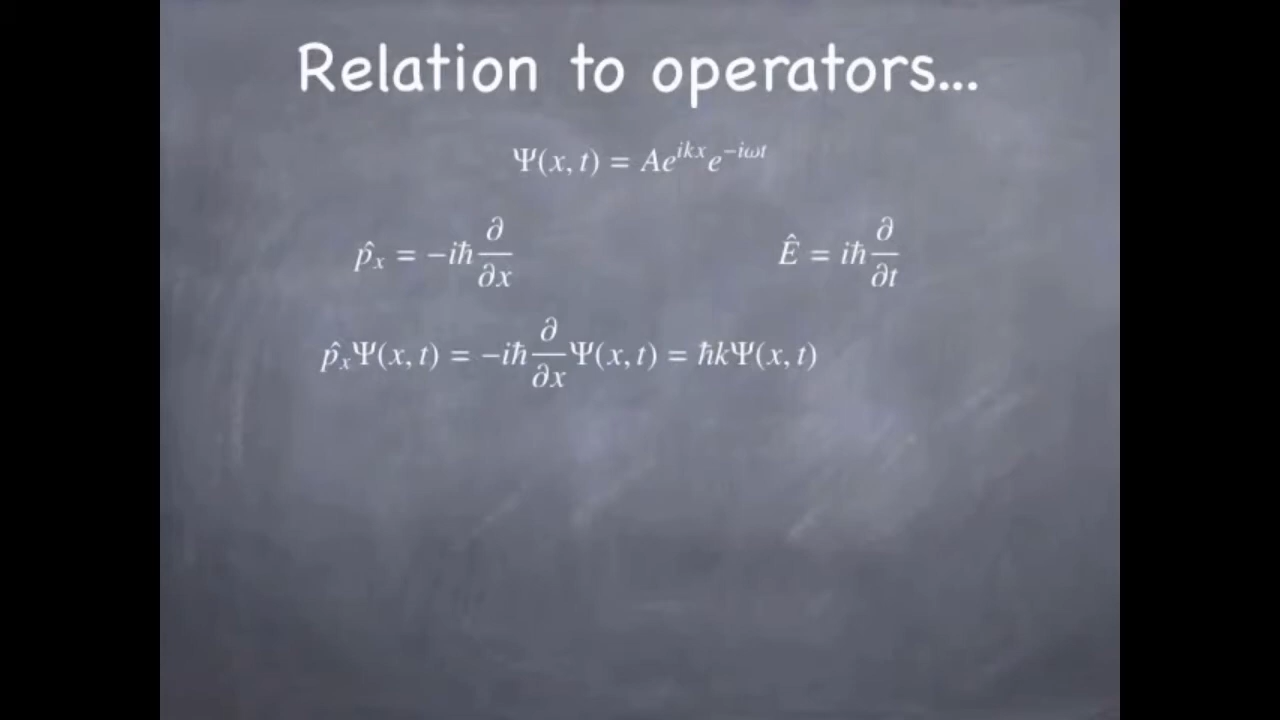 Relation to operators...
Ψ(x, t) = Ae^{ikx}e^{−iωt}
p̂ₓ = −iħ ∂/∂x    Ê = iħ ∂/∂t
p̂ₓΨ(x, t) = −iħ ∂/∂x Ψ(x, t) = ħkΨ(x, t)